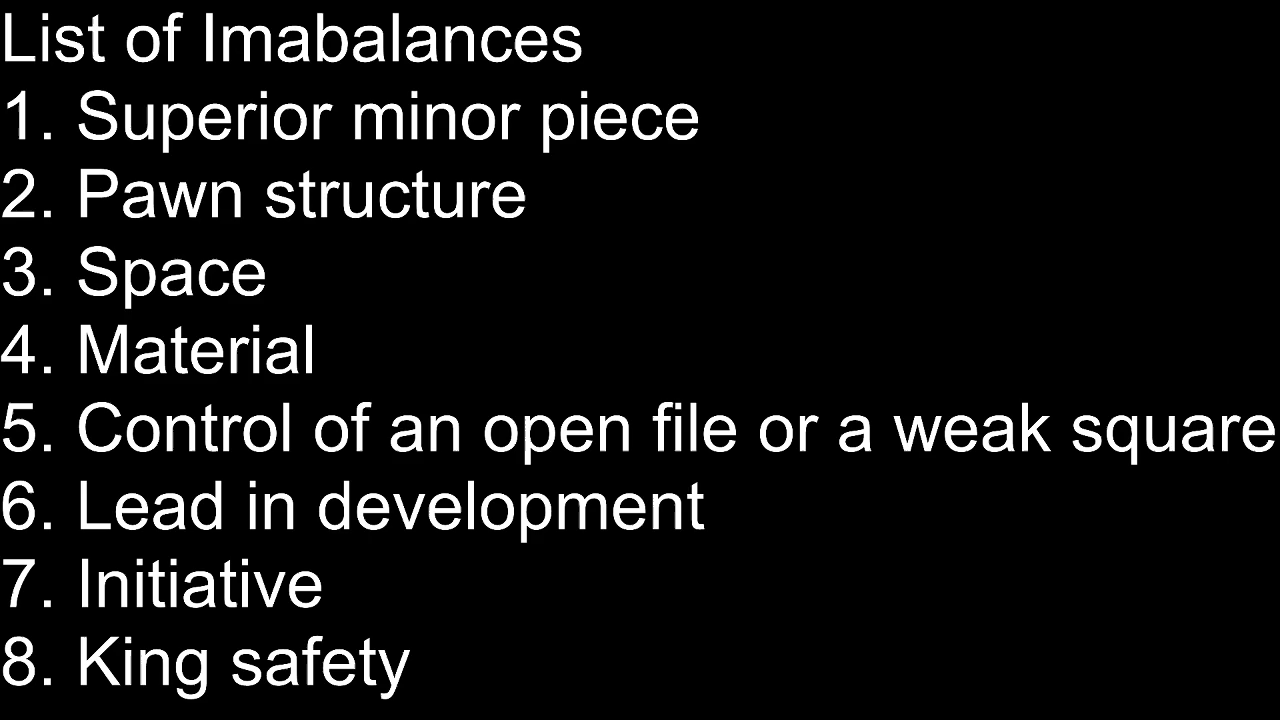 List of Imabalances
1. Superior minor piece
2. Pawn structure
3. Space
4. Material
5. Control of an open file or a weak square
6. Lead in development
7. Initiative
8. King safety